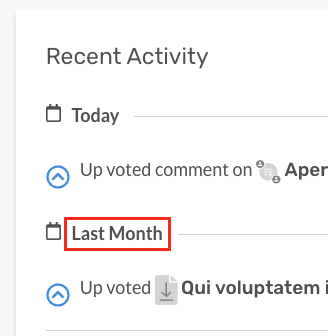 Recent Activity
Today
Up voted comment on Aper
Last Month
Up voted Qui voluptatem i